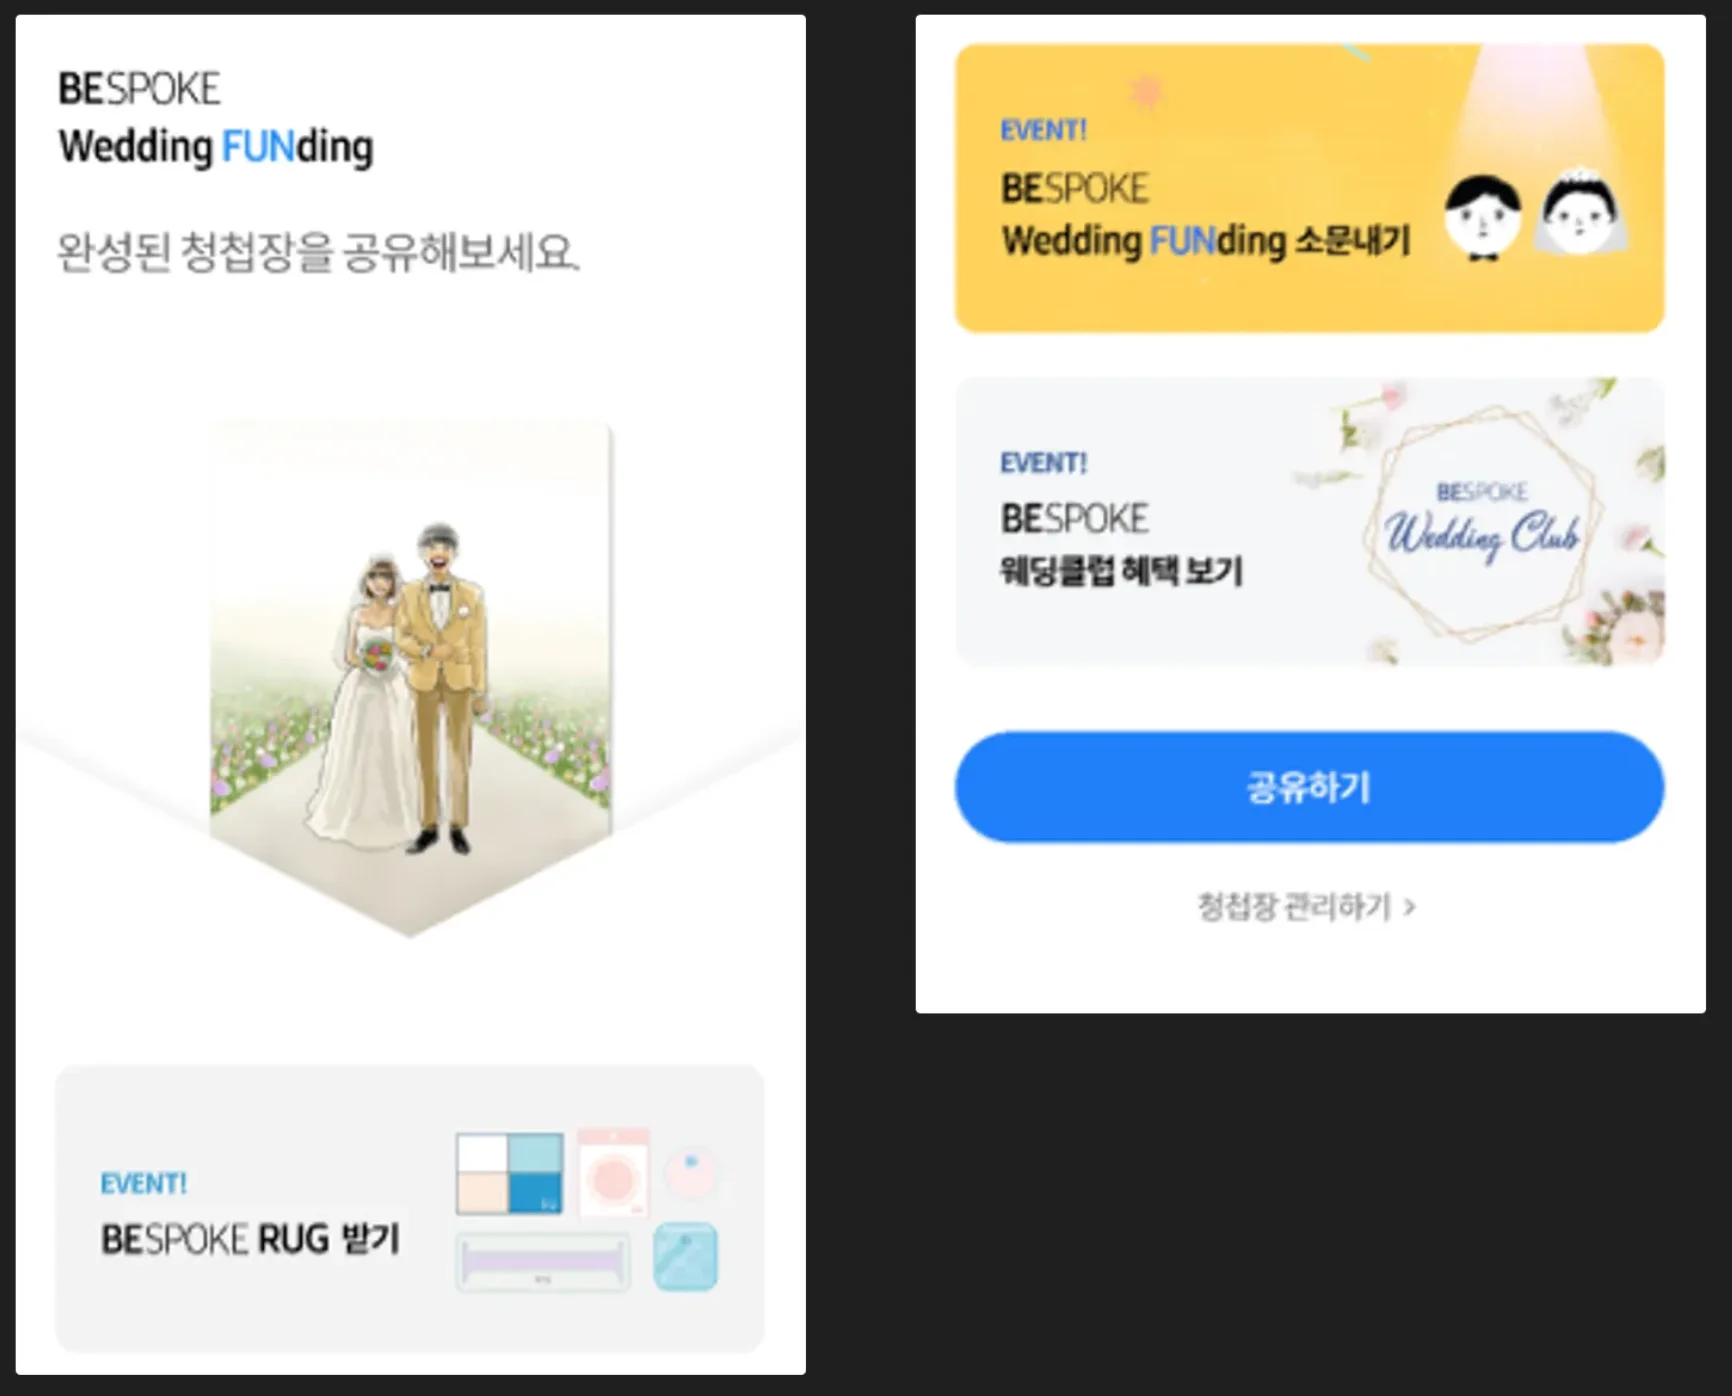 BESPOKE
Wedding FUNding
완성된 청첩장을 공유해보세요.
EVENT!
BESPOKE RUG 받기
EVENT!
BESPOKE
Wedding FUNding 소문내기
EVENT!
BESPOKE
웨딩클럽 혜택 보기
BESPOKE
Wedding Club
공유하기
청첩장 관리하기 >